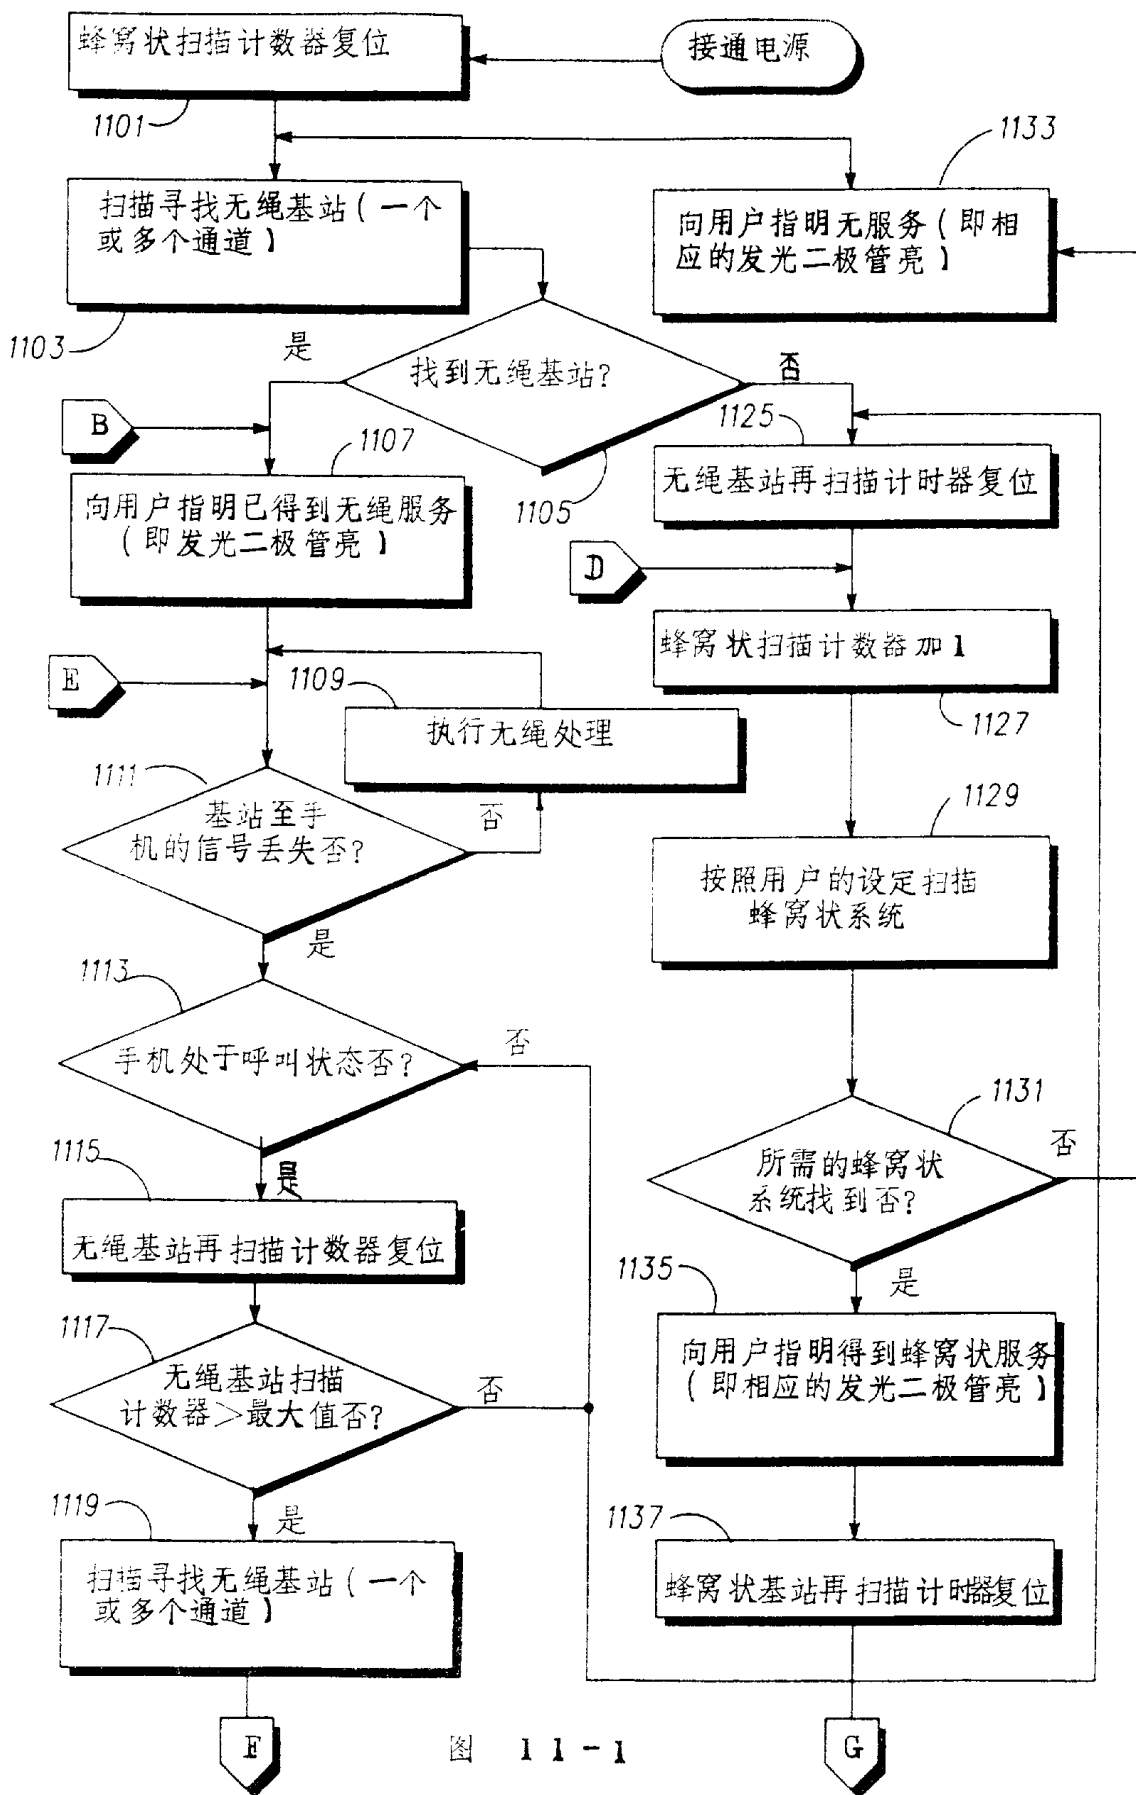 蜂窝状扫描计数器复位
接通电源
1101
1133
扫描寻找无绳基站(一个
或多个通道)
向用户指明无服务(即相
应的发光二极管亮)
1103
是
找到无绳基站?
否
B
1107
1125
向用户指明已得到无绳服务
(即发光二极管亮)
1105
无绳基站再扫描计时器复位
D
E
1109
蜂窝状扫描计数器加1
执行无绳处理
1127
1111
基站至手
机的信号丢失否?
否
1129
是
按照用户的设定扫描
蜂窝状系统
1113
手机处于呼叫状态否?
否
1131
1115
是
所需的蜂窝状
系统找到否?
否
无绳基站再扫描计数器复位
1135
是
1117
无绳基站扫描
计数器>最大值否?
否
向用户指明得到蜂窝状服务
(即相应的发光二极管亮)
1119
是
1137
扫描寻找无绳基站(一个
或多个通道)
蜂窝状基站再扫描计时器复位
F
图 11-1
G